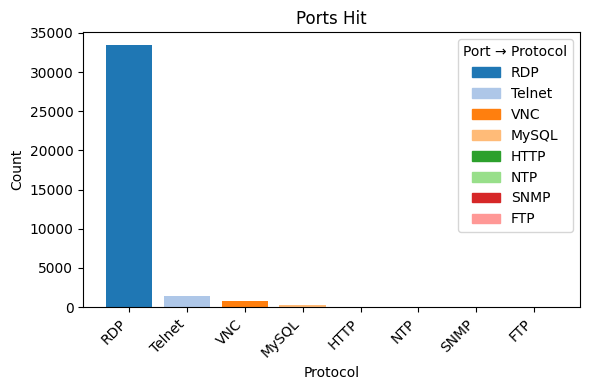 Ports Hit
Count
35000
30000
25000
20000
15000
10000
5000
0
Port → Protocol
RDP
Telnet
VNC
MySQL
HTTP
NTP
SNMP
FTP
RDP
Telnet
VNC
MySQL
HTTP
NTP
SNMP
FTP
Protocol